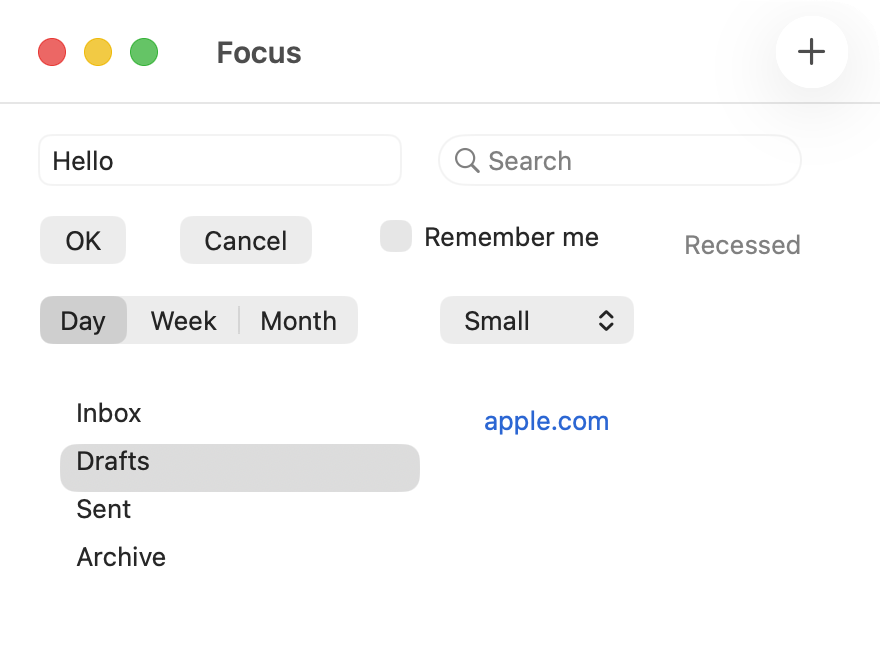 Focus
Hello
Search
OK
Cancel
Remember me
Recessed
Day
Week
Month
Small
Inbox
apple.com
Drafts
Sent
Archive